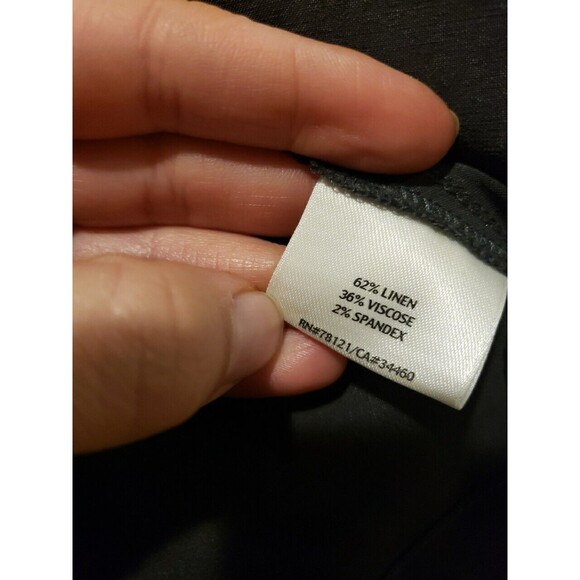 62% LINEN
36% VISCOSE
2% SPANDEX
RN#78121/CA#34460